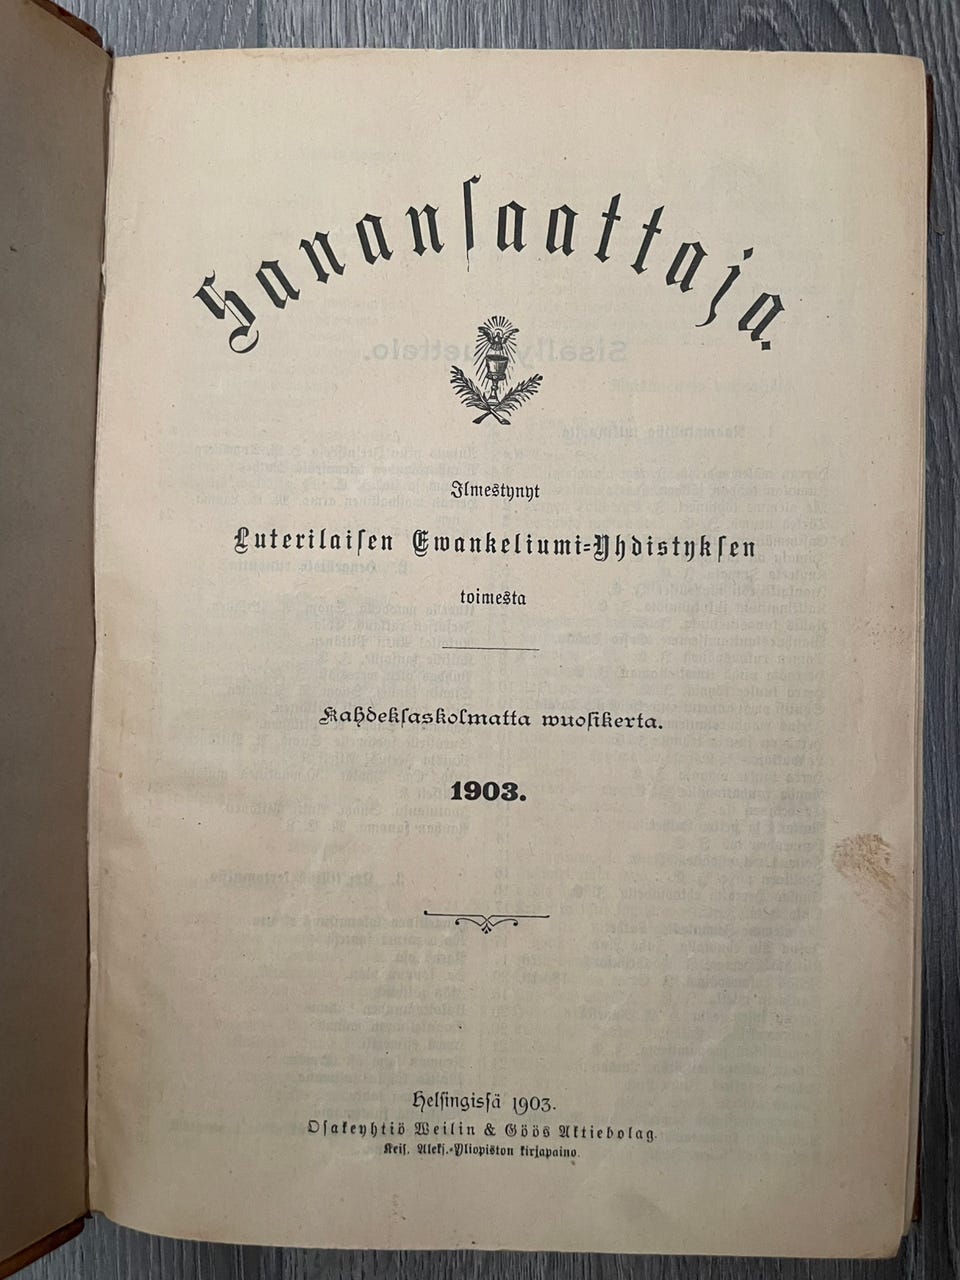 Sanansaattaja.
Ilmestynyt
Luterilaisen Ewankeliumi=Yhdistyksen
toimesta
Kahdeksaskolmatta wuosikerta.
1903.
Helsingissä 1903.
Osakeyhtiö Weilin & Göös Aktiebolag.
Keis. Aleks.=Yliopiston kirjapaino.